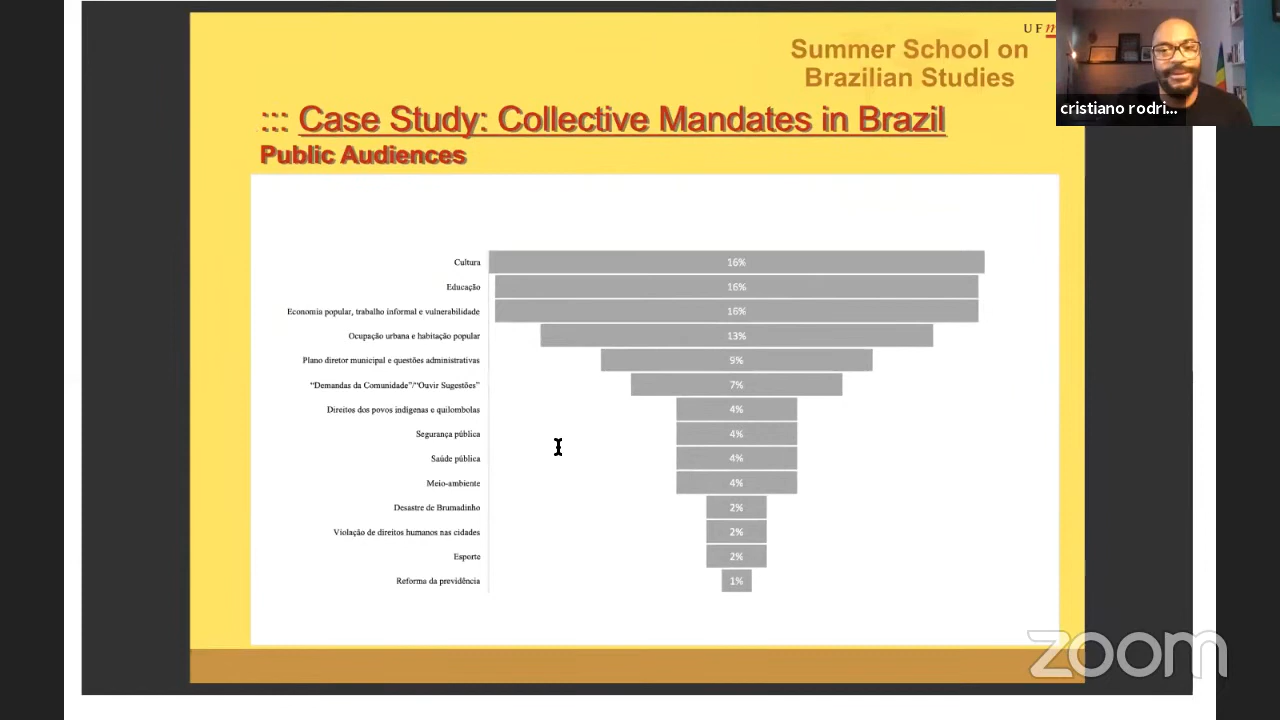 UFm
Summer School on
Brazilian Studies
cristiano rodri...
::: Case Study: Collective Mandates in Brazil
Public Audiences
Cultura 16%
Educação 16%
Economia popular, trabalho informal e vulnerabilidade 16%
Ocupação urbana e habitação popular 13%
Plano diretor municipal e questões administrativas 9%
“Demandas da Comunidade”/“Ouvir Sugestões” 7%
Direitos dos povos indígenas e quilombolas 4%
Segurança pública 4%
Saúde pública 4%
Meio-ambiente 4%
Desastre de Brumadinho 2%
Violação de direitos humanos nas cidades 2%
Esporte 2%
Reforma da previdência 1%
zoom